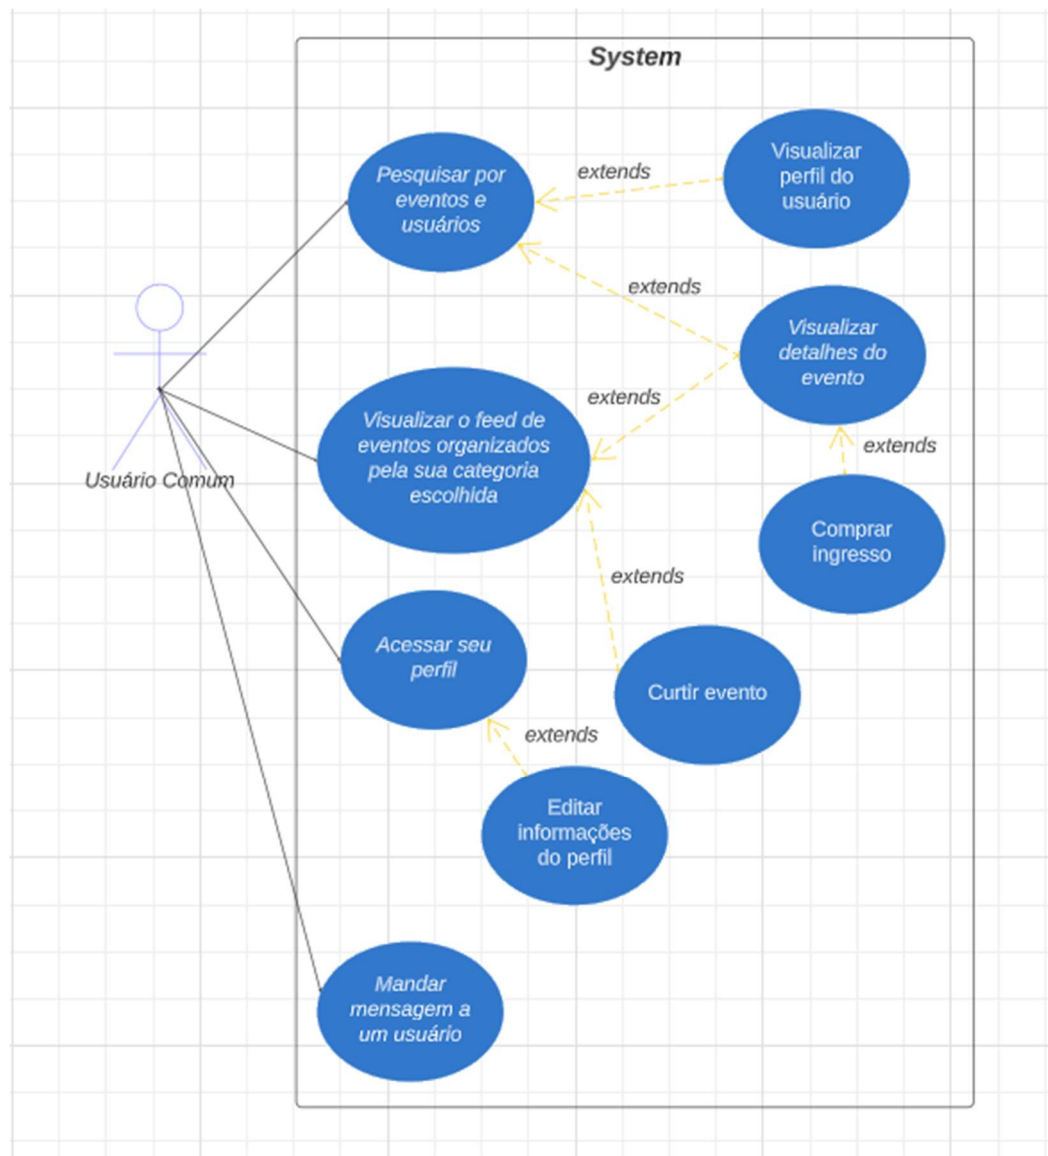 System
Pesquisar por
eventos e
usuários
extends
Visualizar
perfil do
usuário
extends
Visualizar
detalhes do
evento
extends
Visualizar o feed de
eventos organizados
pela sua categoria
escolhida
extends
Usuário Comum
Comprar
ingresso
extends
Acessar seu
perfil
Curtir evento
extends
Editar
informações
do perfil
Mandar
mensagem a
um usuário